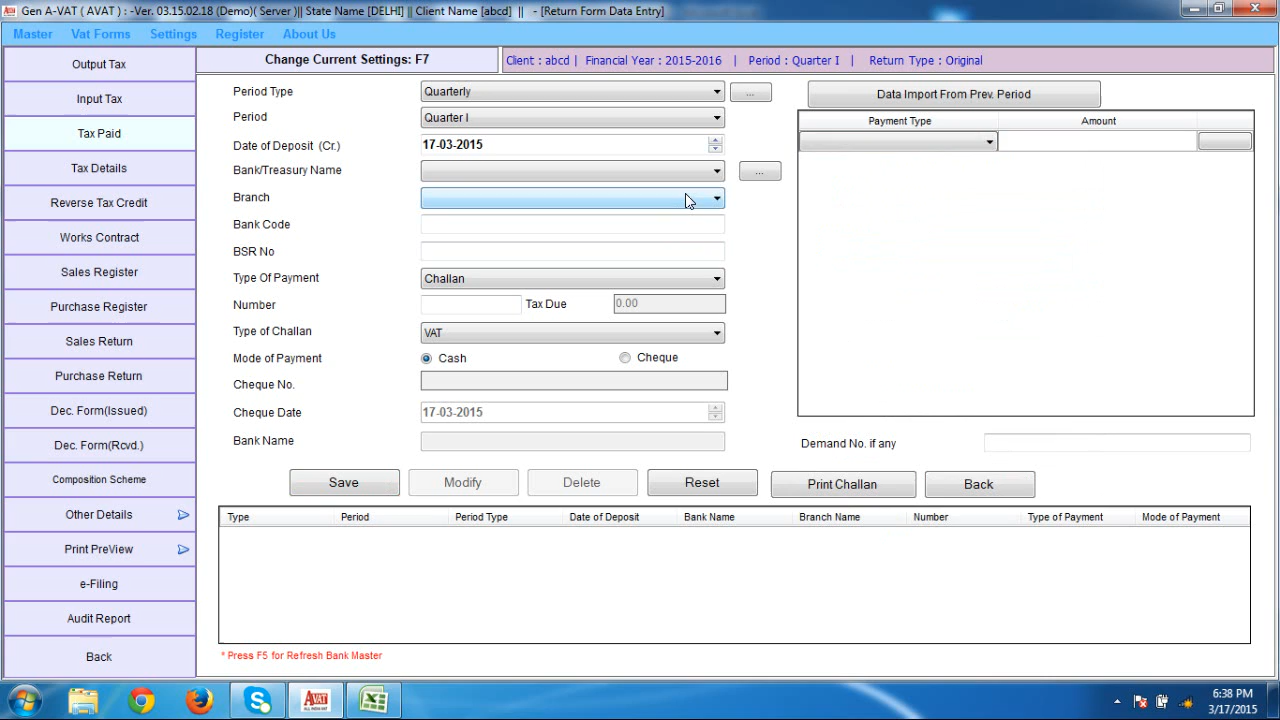 Gen A-VAT ( AVAT ) : -Ver. 03.15.02.18 (Demo)( Server )|| State Name [DELHI] || Client Name [abcd]  ||   - [Return Form Data Entry]
Master Vat Forms Settings Register About Us
Change Current Settings: F7
Client : abcd | Financial Year : 2015-2016 | Period : Quarter I | Return Type : Original
Output Tax
Input Tax
Tax Paid
Tax Details
Reverse Tax Credit
Works Contract
Sales Register
Purchase Register
Sales Return
Purchase Return
Dec. Form(Issued)
Dec. Form(Rcvd.)
Composition Scheme
Other Details
Print PreView
e-Filing
Audit Report
Back
Period Type Quarterly ...
Period Quarter I
Date of Deposit (Cr.) 17-03-2015
Bank/Treasury Name ...
Branch
Bank Code
BSR No
Type Of Payment Challan
Number Tax Due 0.00
Type of Challan VAT
Mode of Payment Cash Cheque
Cheque No.
Cheque Date 17-03-2015
Bank Name
Data Import From Prev. Period
Payment Type Amount
Demand No. if any
Save Modify Delete Reset Print Challan Back
Type Period Period Type Date of Deposit Bank Name Branch Name Number Type of Payment Mode of Payment
* Press F5 for Refresh Bank Master
AVAT
6:38 PM
3/17/2015